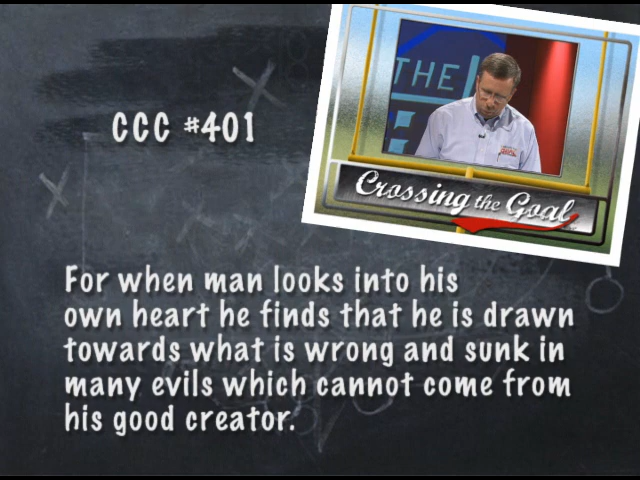 CCC #401
THE
Crossing the Goal
For when man looks into his
own heart he finds that he is drawn
towards what is wrong and sunk in
many evils which cannot come from
his good creator.